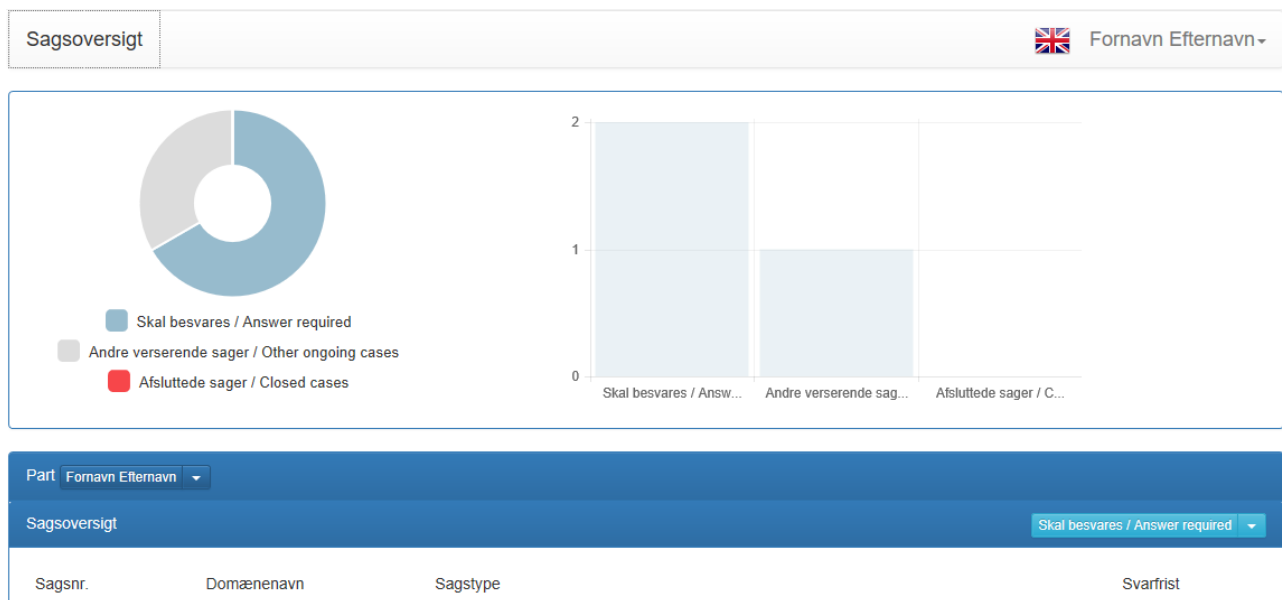 Sagsoversigt
Fornavn Efternavn
Skal besvares / Answer required
Andre verserende sager / Other ongoing cases
Afsluttede sager / Closed cases
2
1
0
Skal besvares / Answ...
Andre verserende sag...
Afsluttede sager / C...
Part Fornavn Efternavn
Sagsoversigt
Skal besvares / Answer required
Sagsnr. Domænenavn Sagstype Svarfrist